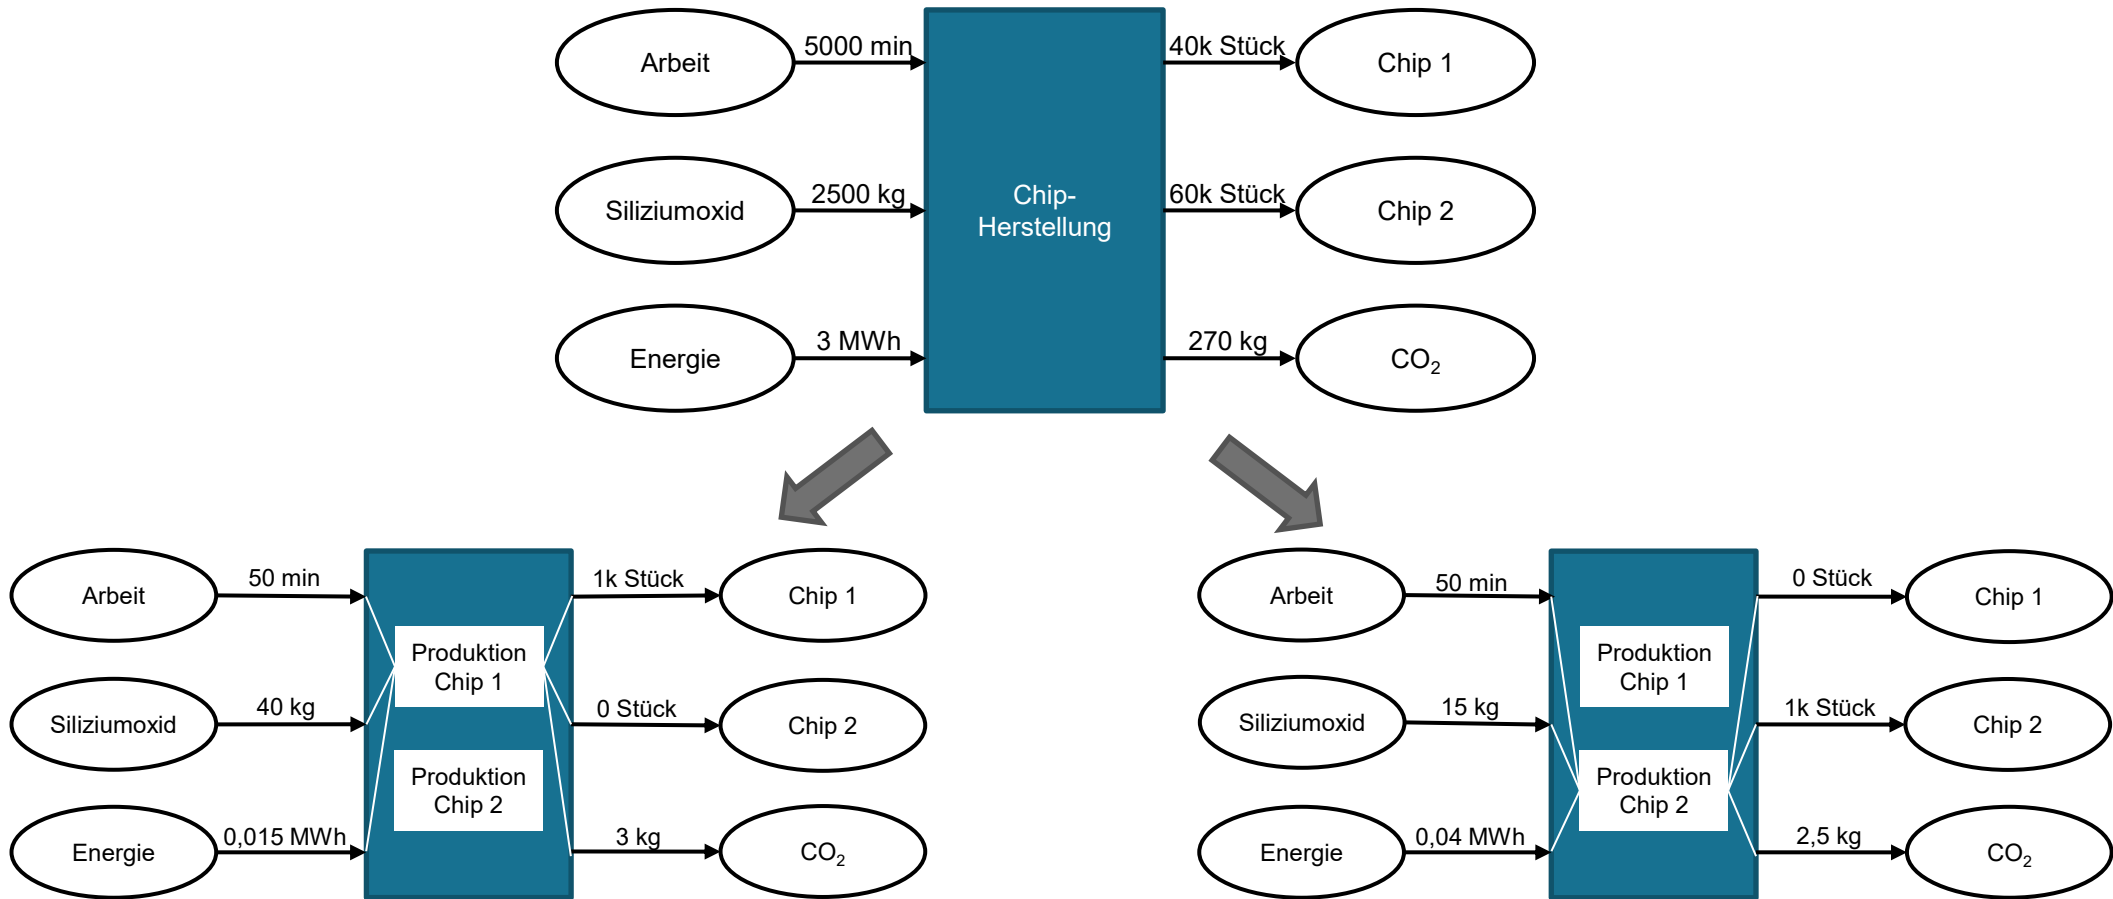 Arbeit
5000 min
40k Stück
Chip 1
Siliziumoxid
2500 kg
Chip-
Herstellung
60k Stück
Chip 2
Energie
3 MWh
270 kg
CO₂
Arbeit
50 min
1k Stück
Chip 1
Produktion
Chip 1
Siliziumoxid
40 kg
0 Stück
Chip 2
Produktion
Chip 2
Energie
0,015 MWh
3 kg
CO₂
Arbeit
50 min
0 Stück
Chip 1
Produktion
Chip 1
Siliziumoxid
15 kg
1k Stück
Chip 2
Produktion
Chip 2
Energie
0,04 MWh
2,5 kg
CO₂